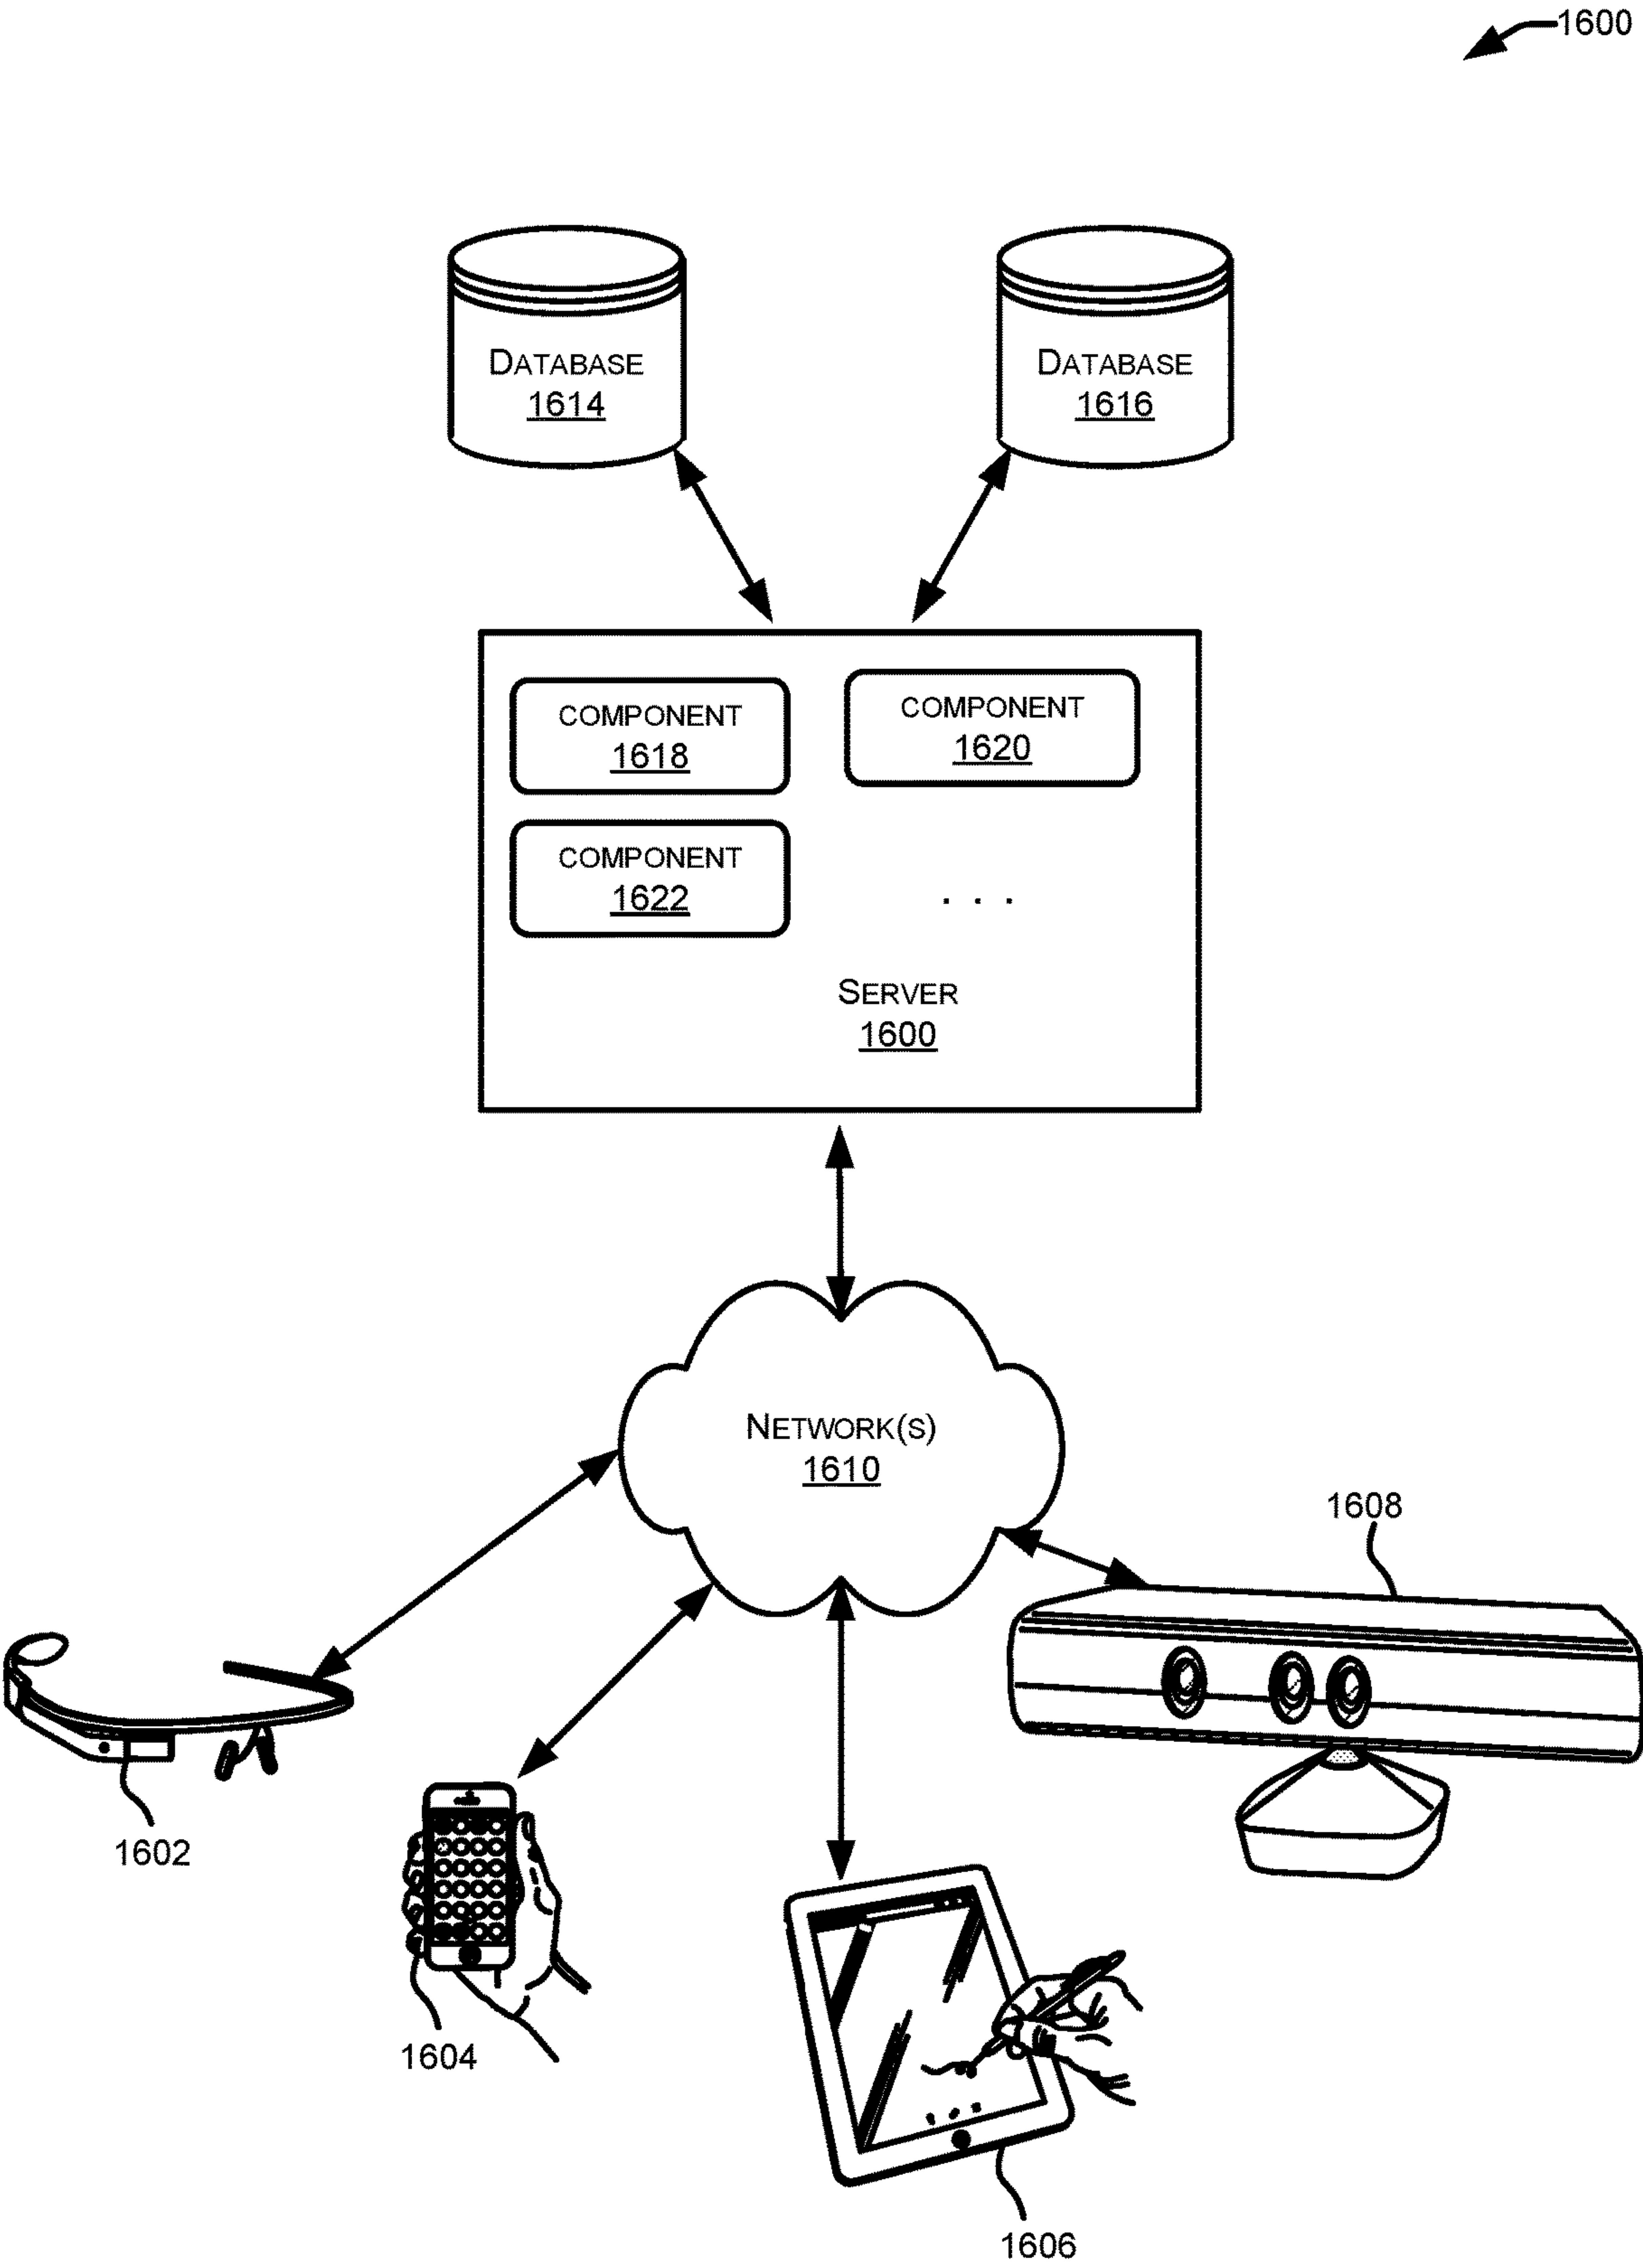 1600
DATABASE
1614
DATABASE
1616
COMPONENT
1618
COMPONENT
1620
COMPONENT
1622
. . .
SERVER
1600
NETWORK(S)
1610
1608
1602
1604
1606